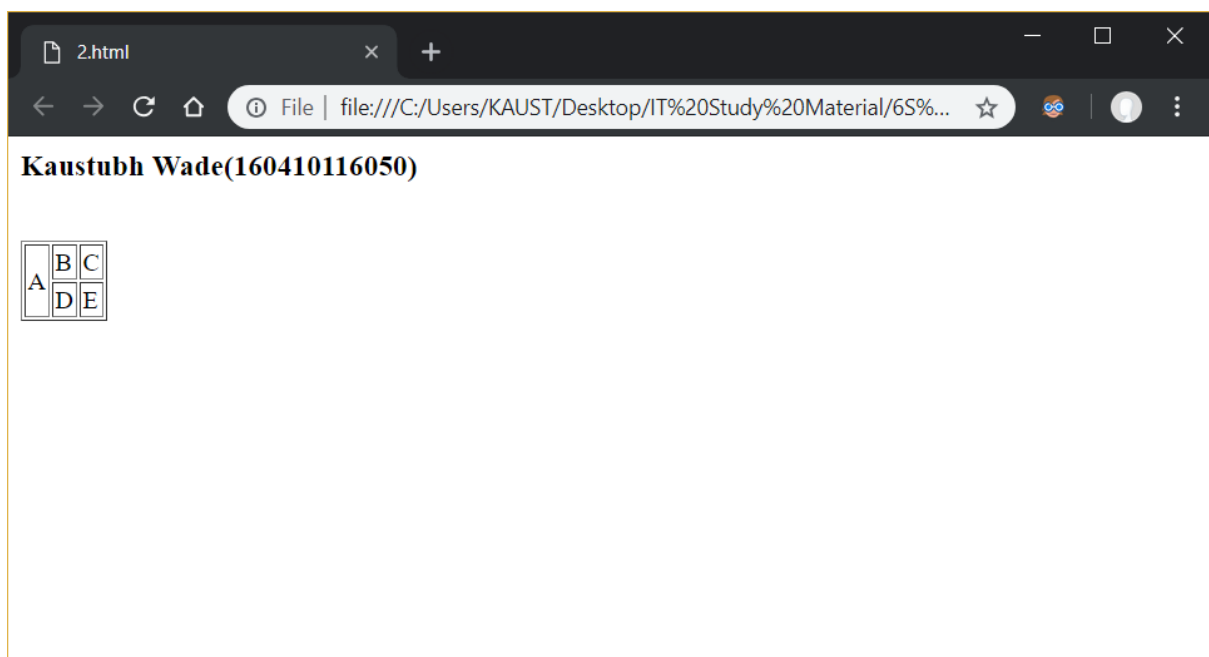 2.html
File | file:///C:/Users/KAUST/Desktop/IT%20Study%20Material/6S%...
Kaustubh Wade(160410116050)
A B C
D E